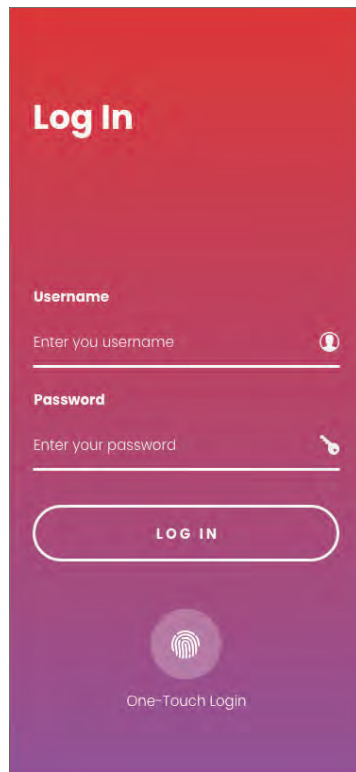 Log In
Username
Enter you username
Password
Enter your password
LOG IN
One-Touch Login